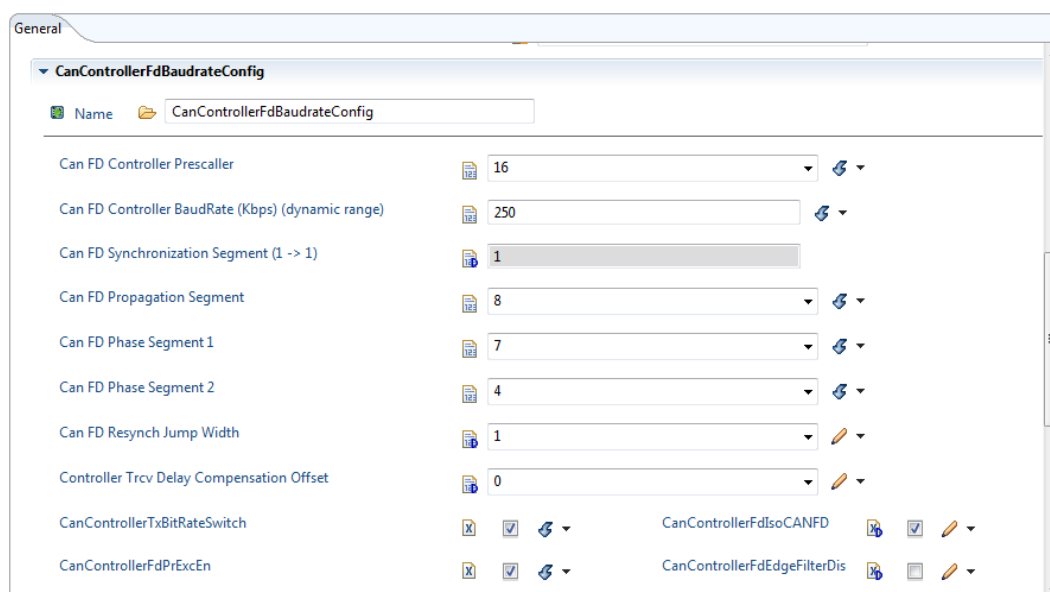 General
CanControllerFdBaudrateConfig
Name CanControllerFdBaudrateConfig
Can FD Controller Prescaller 16
Can FD Controller BaudRate (Kbps) (dynamic range) 250
Can FD Synchronization Segment (1 -> 1) 1
Can FD Propagation Segment 8
Can FD Phase Segment 1 7
Can FD Phase Segment 2 4
Can FD Resynch Jump Width 1
Controller Trcv Delay Compensation Offset 0
CanControllerTxBitRateSwitch CanControllerFdIsoCANFD
CanControllerFdPrExcEn CanControllerFdEdgeFilterDis